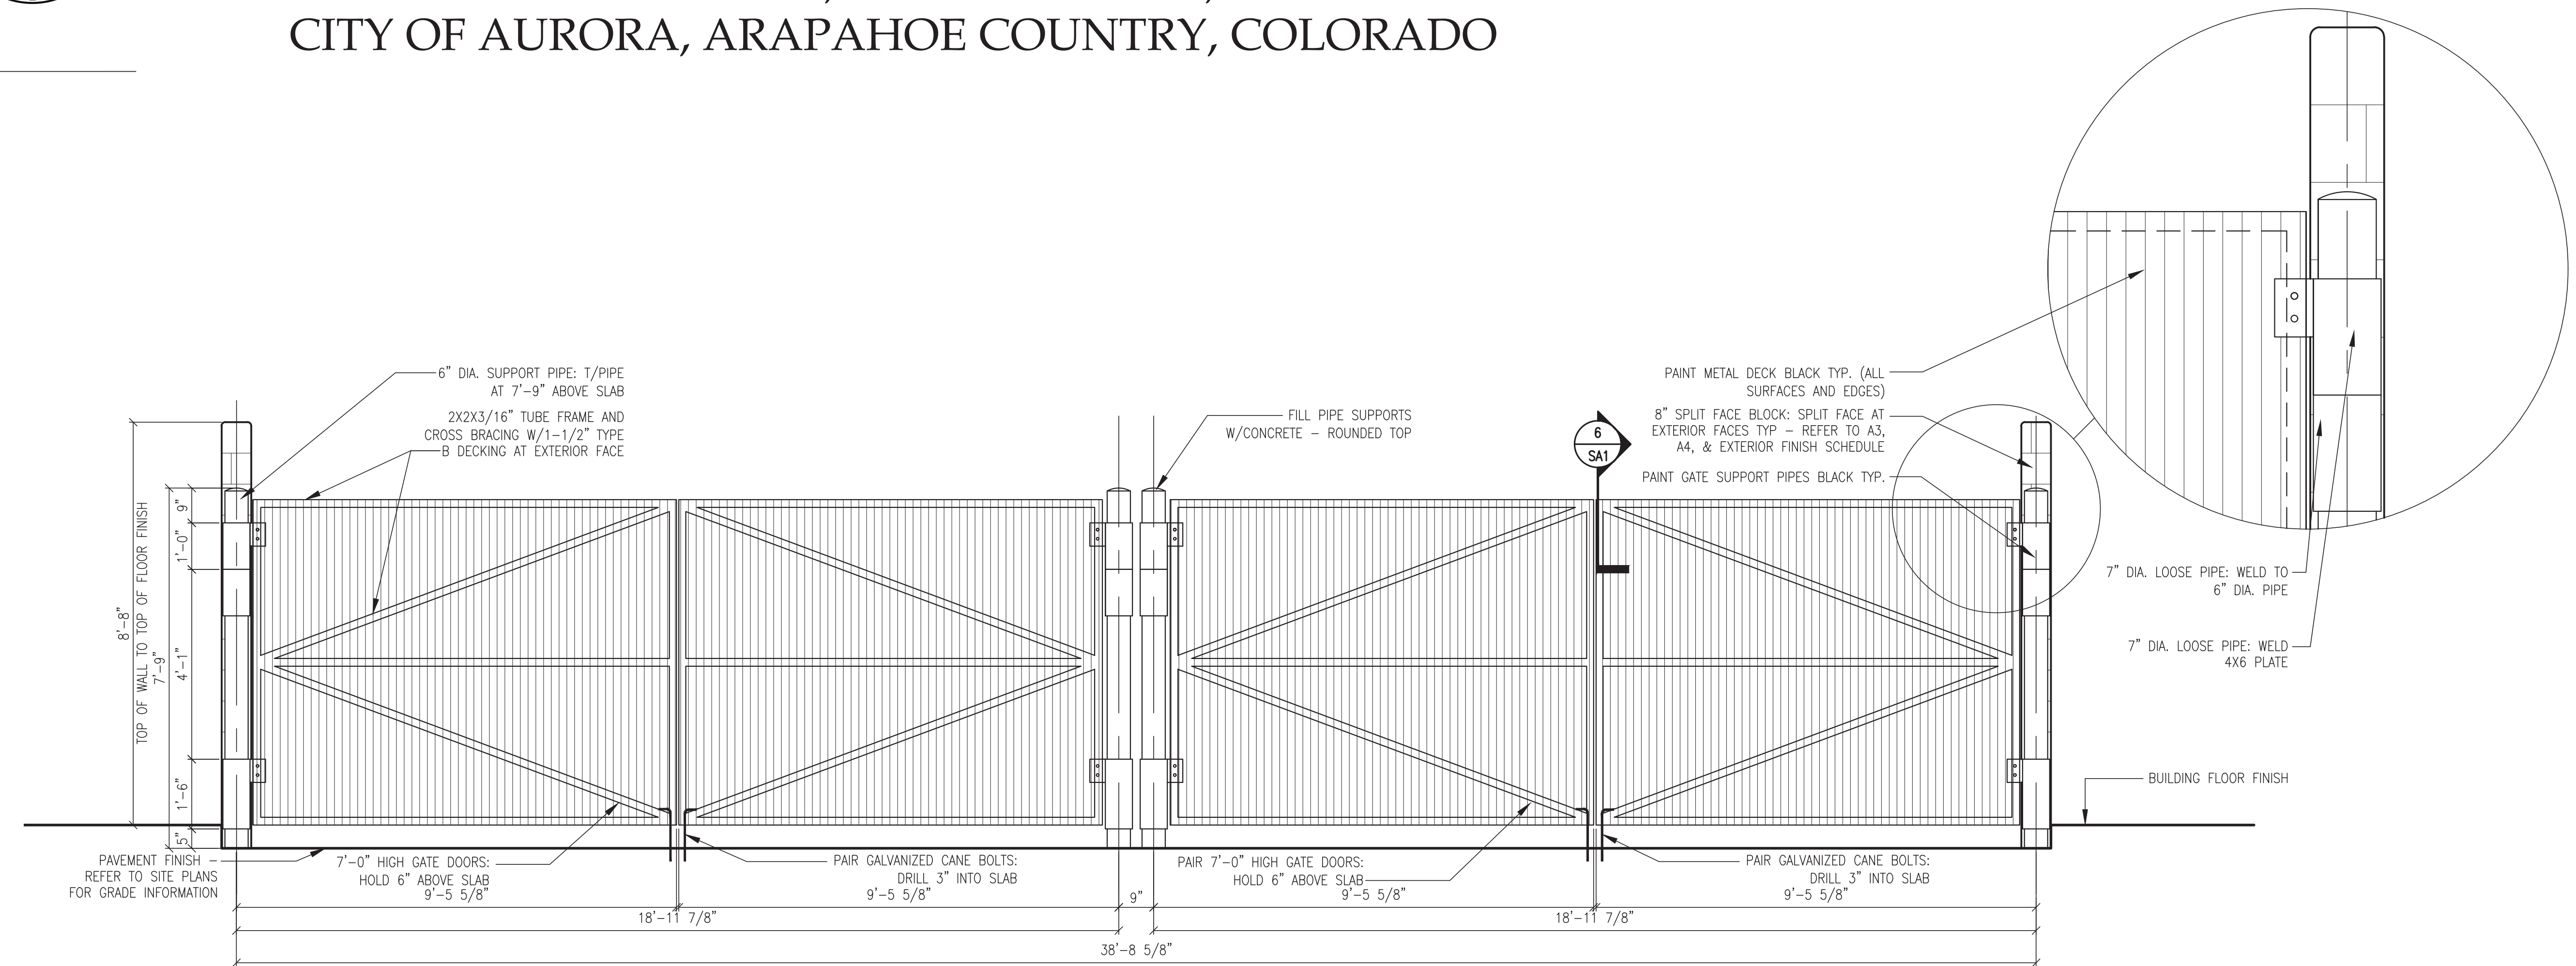 CITY OF AURORA, ARAPAHOE COUNTRY, COLORADO
6" DIA. SUPPORT PIPE: T/PIPE
AT 7'-9" ABOVE SLAB
2X2X3/16" TUBE FRAME AND
CROSS BRACING W/1-1/2" TYPE
B DECKING AT EXTERIOR FACE
FILL PIPE SUPPORTS
W/CONCRETE - ROUNDED TOP
6
SA1
PAINT METAL DECK BLACK TYP. (ALL
SURFACES AND EDGES)
8" SPLIT FACE BLOCK: SPLIT FACE AT
EXTERIOR FACES TYP - REFER TO A3,
A4, & EXTERIOR FINISH SCHEDULE
PAINT GATE SUPPORT PIPES BLACK TYP.
7" DIA. LOOSE PIPE: WELD TO
6" DIA. PIPE
7" DIA. LOOSE PIPE: WELD
4X6 PLATE
BUILDING FLOOR FINISH
8'-8"
TOP OF WALL TO TOP OF FLOOR FINISH
7'-9"
9"
1'-0"
4'-1"
1'-6"
5"
PAVEMENT FINISH -
REFER TO SITE PLANS
FOR GRADE INFORMATION
7'-0" HIGH GATE DOORS:
HOLD 6" ABOVE SLAB
9'-5 5/8"
PAIR GALVANIZED CANE BOLTS:
DRILL 3" INTO SLAB
9'-5 5/8"
9"
PAIR 7'-0" HIGH GATE DOORS:
HOLD 6" ABOVE SLAB
9'-5 5/8"
PAIR GALVANIZED CANE BOLTS:
DRILL 3" INTO SLAB
9'-5 5/8"
18'-11 7/8"
18'-11 7/8"
38'-8 5/8"